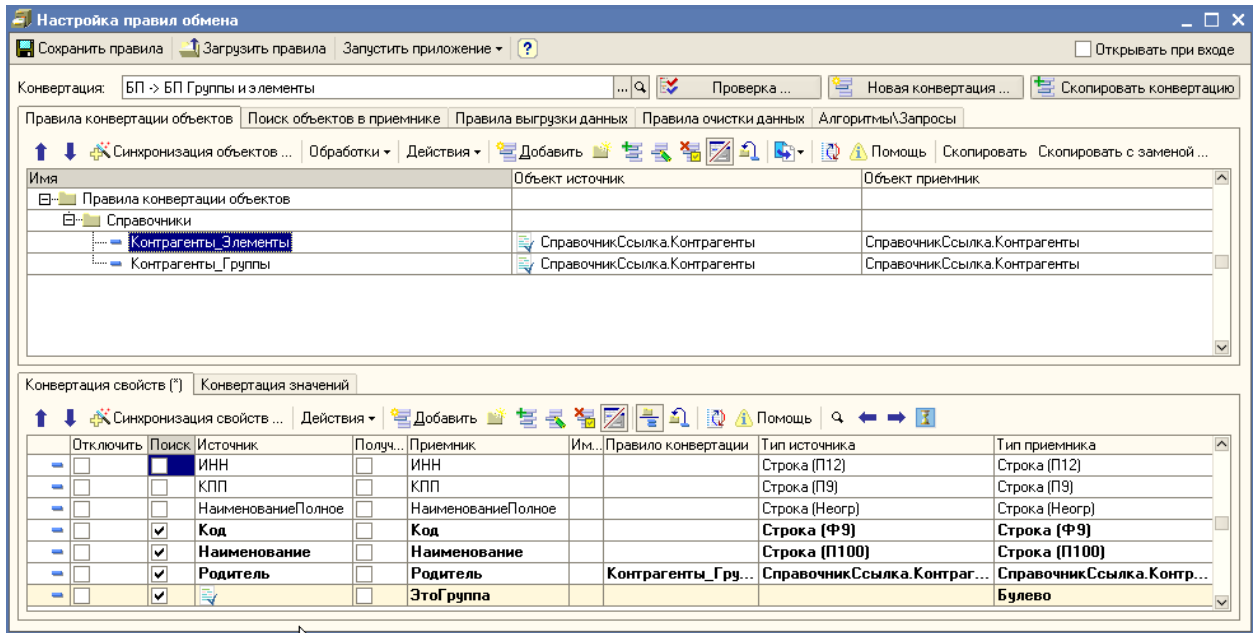 Настройка правил обмена
Сохранить правила Загрузить правила Запустить приложение ? Открывать при входе
Конвертация: БП -> БП Группы и элементы ... Проверка ... Новая конвертация ... Скопировать конвертацию
Правила конвертации объектов Поиск объектов в приемнике Правила выгрузки данных Правила очистки данных Алгоритмы\Запросы
Синхронизация объектов ... Обработки Действия Добавить Помощь Скопировать Скопировать с заменой ...
Имя Объект источник Объект приемник
Правила конвертации объектов
Справочники
Контрагенты_Элементы СправочникСсылка.Контрагенты СправочникСсылка.Контрагенты
Контрагенты_Группы СправочникСсылка.Контрагенты СправочникСсылка.Контрагенты
Конвертация свойств (*) Конвертация значений
Синхронизация свойств ... Действия Добавить Помощь
Отключить Поиск Источник Получ... Приемник Им... Правило конвертации Тип источника Тип приемника
ИНН ИНН Строка (П12) Строка (П12)
КПП КПП Строка (П9) Строка (П9)
НаименованиеПолное НаименованиеПолное Строка (Неогр) Строка (Неогр)
Код Код Строка (Ф9) Строка (Ф9)
Наименование Наименование Строка (П100) Строка (П100)
Родитель Родитель Контрагенты_Гру... СправочникСсылка.Контраг... СправочникСсылка.Контр...
ЭтоГруппа Булево